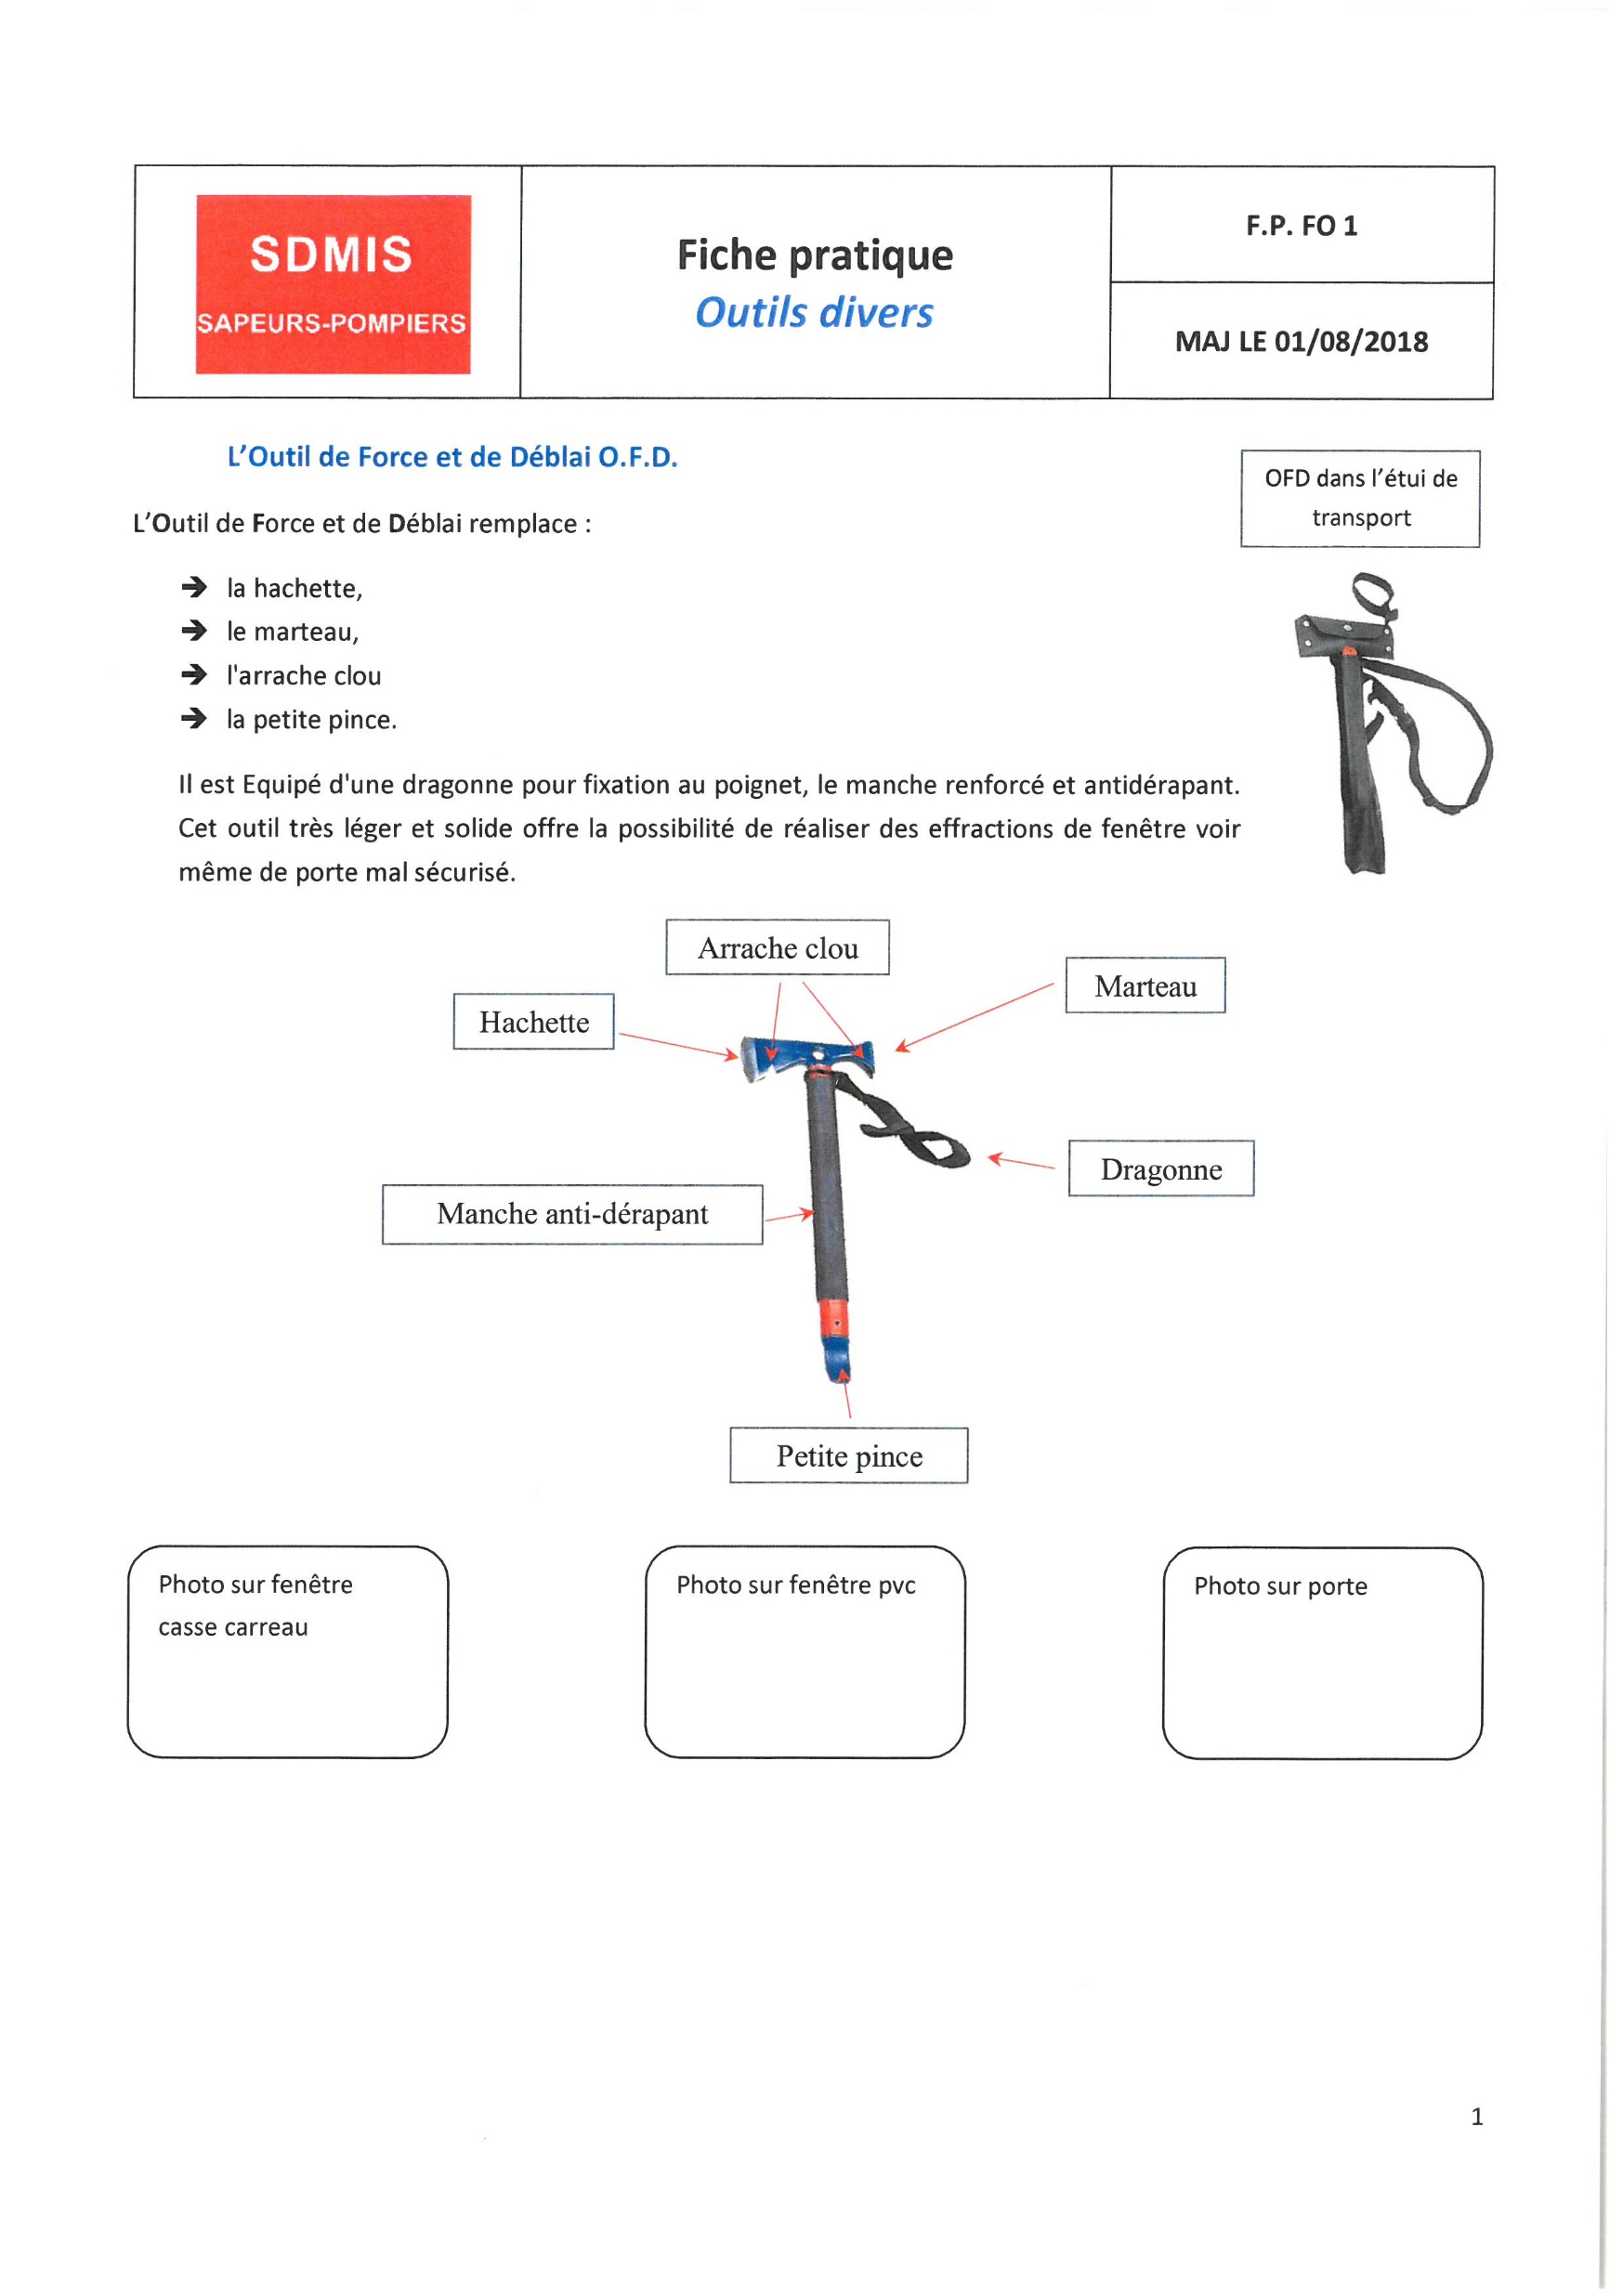 SDMIS
SAPEURS-POMPIERS
Fiche pratique
Outils divers
F.P. FO 1
MAJ LE 01/08/2018
L'Outil de Force et de Déblai O.F.D.
OFD dans l'étui de
transport
L'Outil de Force et de Déblai remplace :
➔ la hachette,
➔ le marteau,
➔ l'arrache clou
➔ la petite pince.
Il est Equipé d'une dragonne pour fixation au poignet, le manche renforcé et antidérapant.
Cet outil très léger et solide offre la possibilité de réaliser des effractions de fenêtre voir
même de porte mal sécurisé.
Arrache clou
Marteau
Hachette
Dragonne
Manche anti-dérapant
Petite pince
Photo sur fenêtre
casse carreau
Photo sur fenêtre pvc
Photo sur porte
1